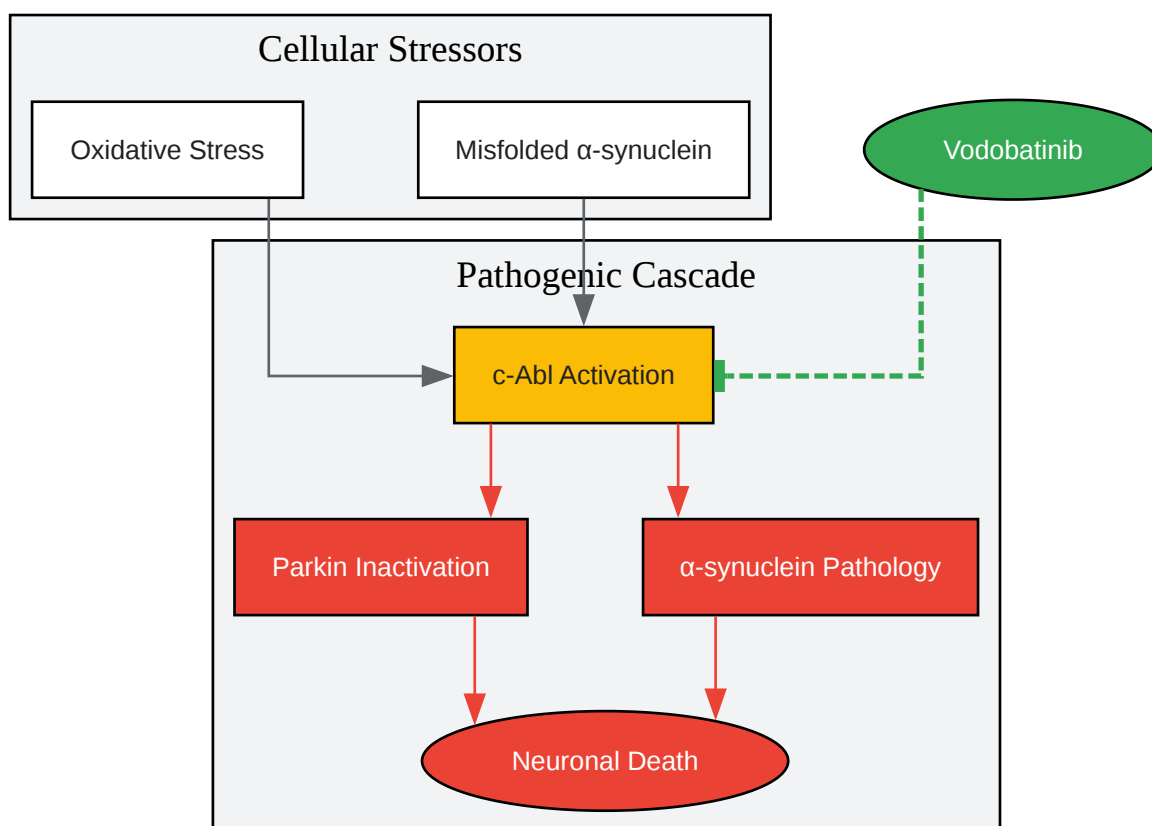 Cellular Stressors
Oxidative Stress
Misfolded α-synuclein
Vodobatinib
Pathogenic Cascade
c-Abl Activation
Parkin Inactivation
α-synuclein Pathology
Neuronal Death